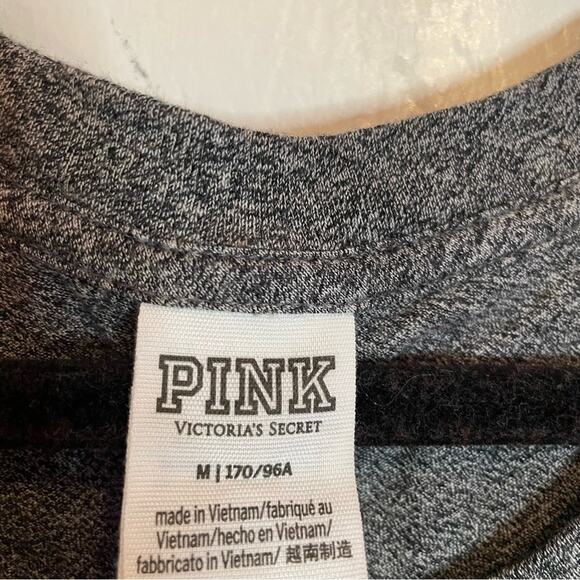 PINK
VICTORIA'S SECRET
M | 170/96A
made in Vietnam/fabriqué au
Vietnam/hecho en Vietnam/
fabbricato in Vietnam/ 越南制造